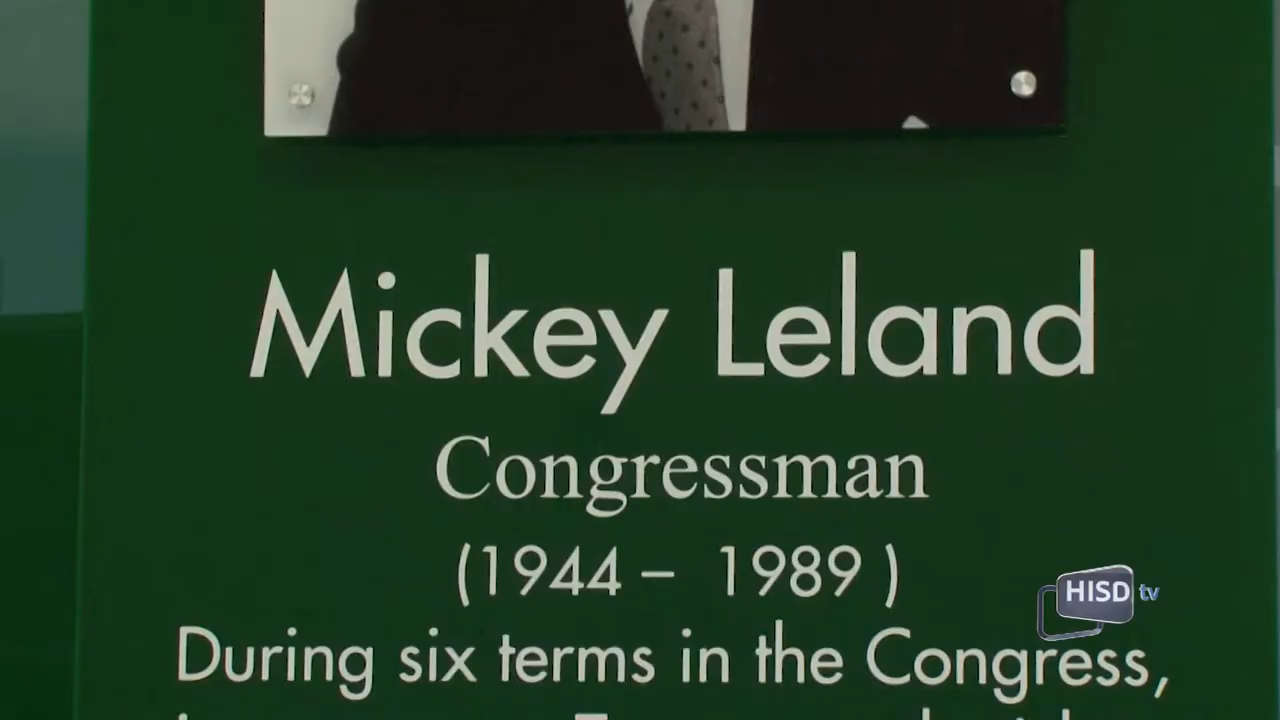 Mickey Leland
Congressman
(1944 –  1989 )
HISD tv
During six terms in the Congress,